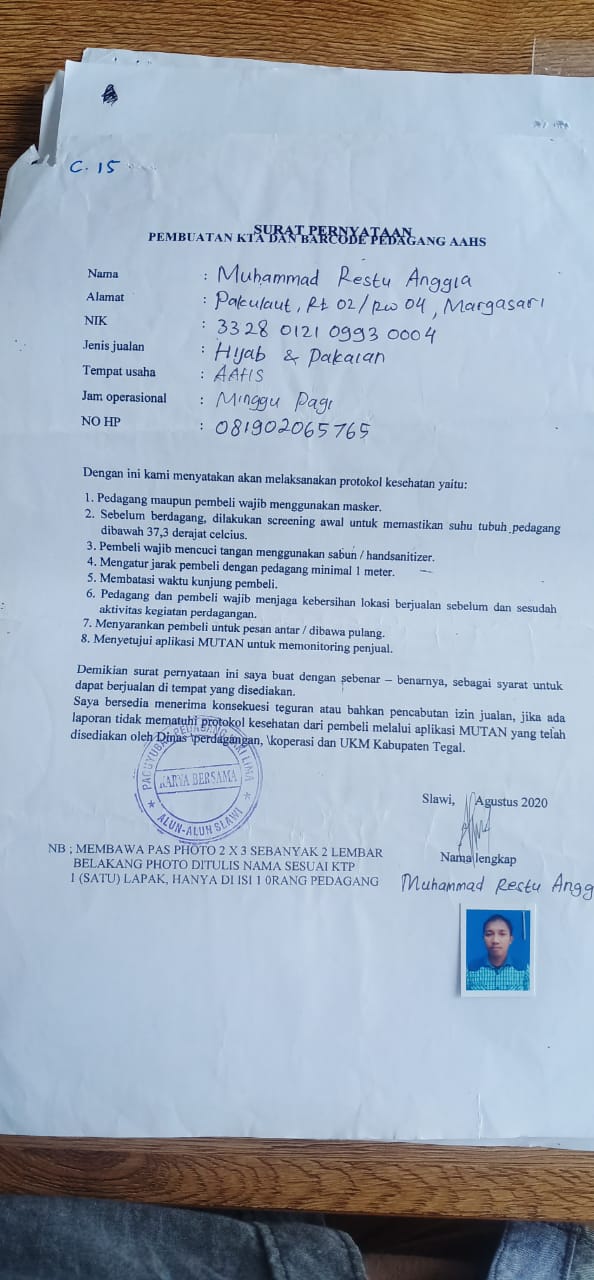 C. 15
SURAT PERNYATAAN
PEMBUATAN KTA DAN BARCODE PEDAGANG AAHS
Nama : Muhammad Restu Anggia
Alamat : Pakulaut, Rt 02/Rw 04, Margasari
NIK : 3328 0121 0993 0004
Jenis jualan : Hijab & Pakaian
Tempat usaha : AAHS
Jam operasional : Minggu Pagi
NO HP : 081902065765
Dengan ini kami menyatakan akan melaksanakan protokol kesehatan yaitu:
1. Pedagang maupun pembeli wajib menggunakan masker.
2. Sebelum berdagang, dilakukan screening awal untuk memastikan suhu tubuh pedagang
dibawah 37,3 derajat celcius.
3. Pembeli wajib mencuci tangan menggunakan sabun / handsanitizer.
4. Mengatur jarak pembeli dengan pedagang minimal 1 meter.
5. Membatasi waktu kunjung pembeli.
6. Pedagang dan pembeli wajib menjaga kebersihan lokasi berjualan sebelum dan sesudah
aktivitas kegiatan perdagangan.
7. Menyarankan pembeli untuk pesan antar / dibawa pulang.
8. Menyetujui aplikasi MUTAN untuk memonitoring penjual.
Demikian surat pernyataan ini saya buat dengan sebenar – benarnya, sebagai syarat untuk
dapat berjualan di tempat yang disediakan.
Saya bersedia menerima konsekuesi teguran atau bahkan pencabutan izin jualan, jika ada
laporan tidak mematuhi protokol kesehatan dari pembeli melalui aplikasi MUTAN yang telah
disediakan oleh Dinas \perdagangan, \koperasi dan UKM Kabupaten Tegal.
PAGUYUBAN PEDAGANG KAKI LIMA
KARYA BERSAMA
ALUN-ALUN SLAWI
Slawi, Agustus 2020
Nama lengkap
Muhammad Restu Angg
NB ; MEMBAWA PAS PHOTO 2 X 3 SEBANYAK 2 LEMBAR
BELAKANG PHOTO DITULIS NAMA SESUAI KTP
1 (SATU) LAPAK, HANYA DI ISI 1 0RANG PEDAGANG